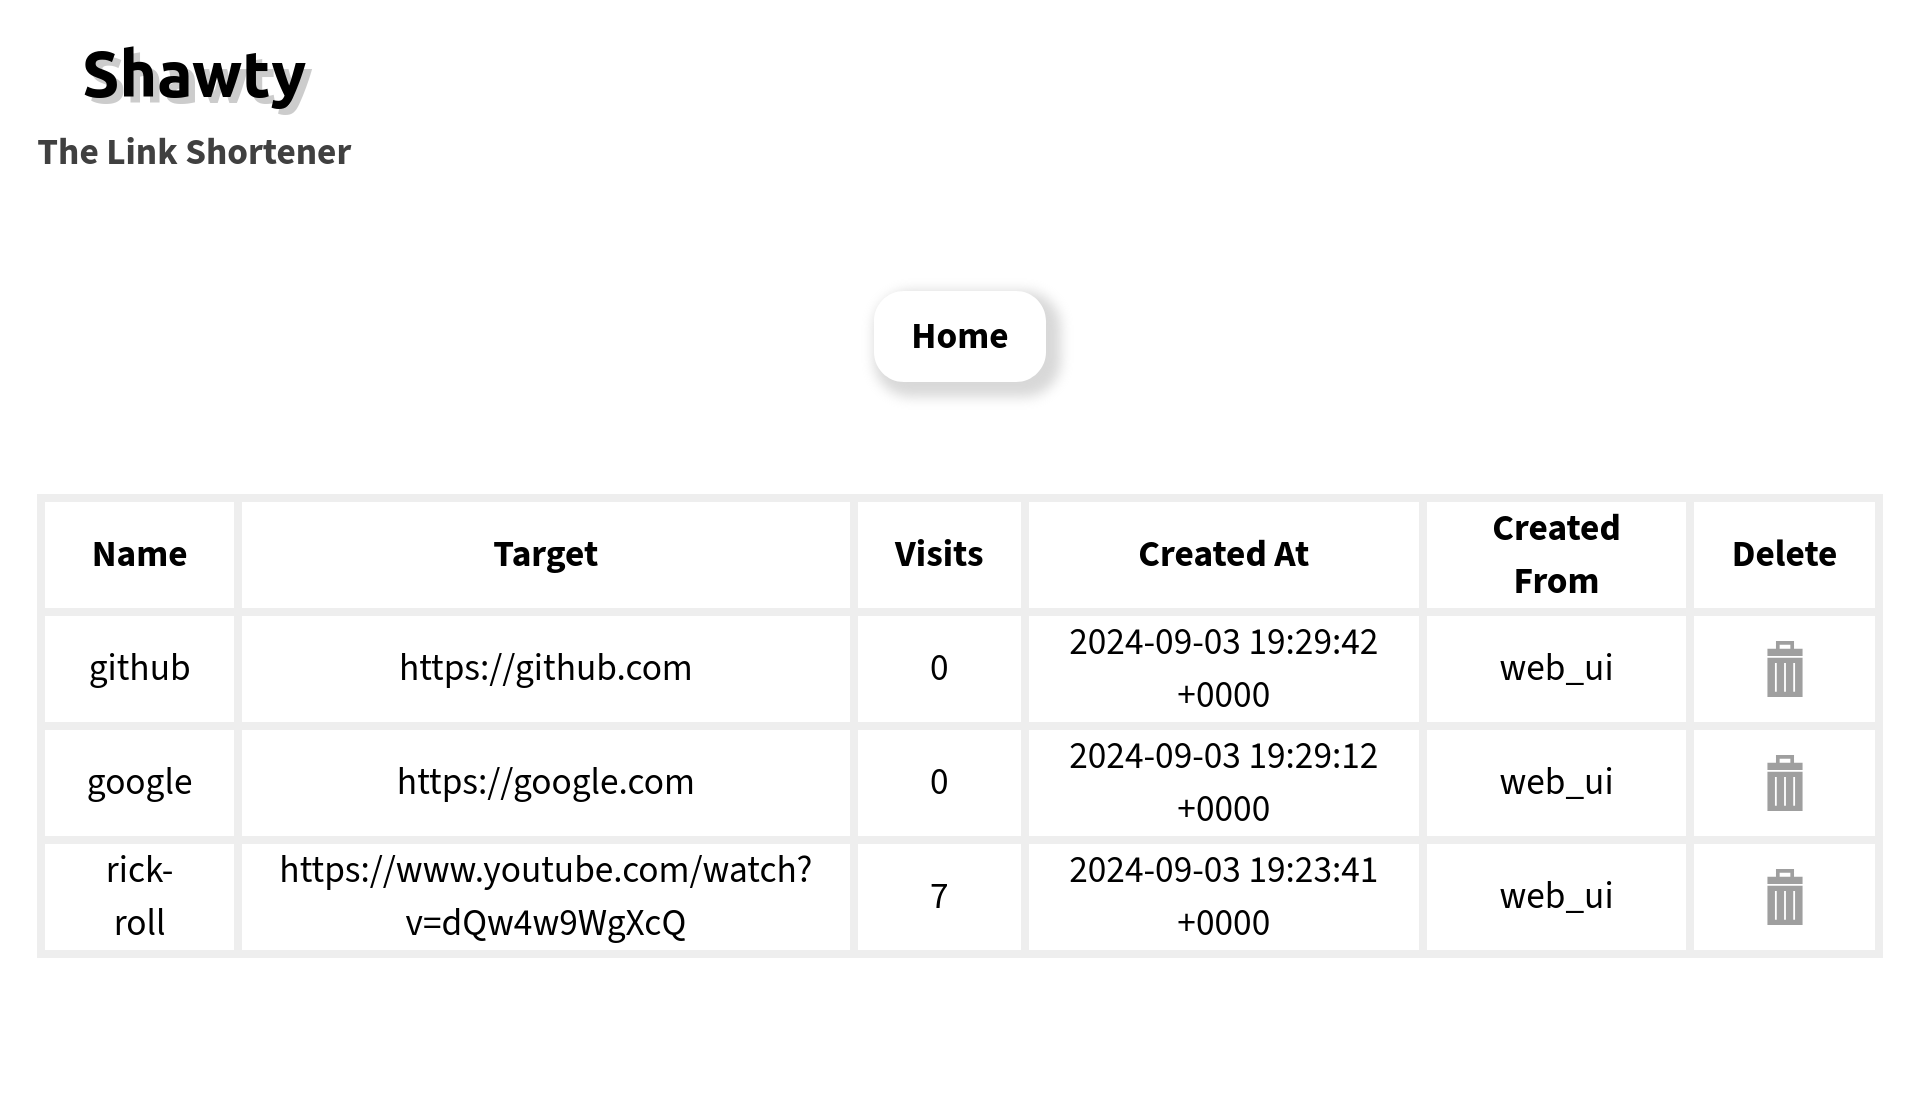 Shawty
The Link Shortener
Home
Name Target Visits Created At Created From Delete
github https://github.com 0 2024-09-03 19:29:42 +0000 web_ui
google https://google.com 0 2024-09-03 19:29:12 +0000 web_ui
rick-roll https://www.youtube.com/watch?v=dQw4w9WgXcQ 7 2024-09-03 19:23:41 +0000 web_ui